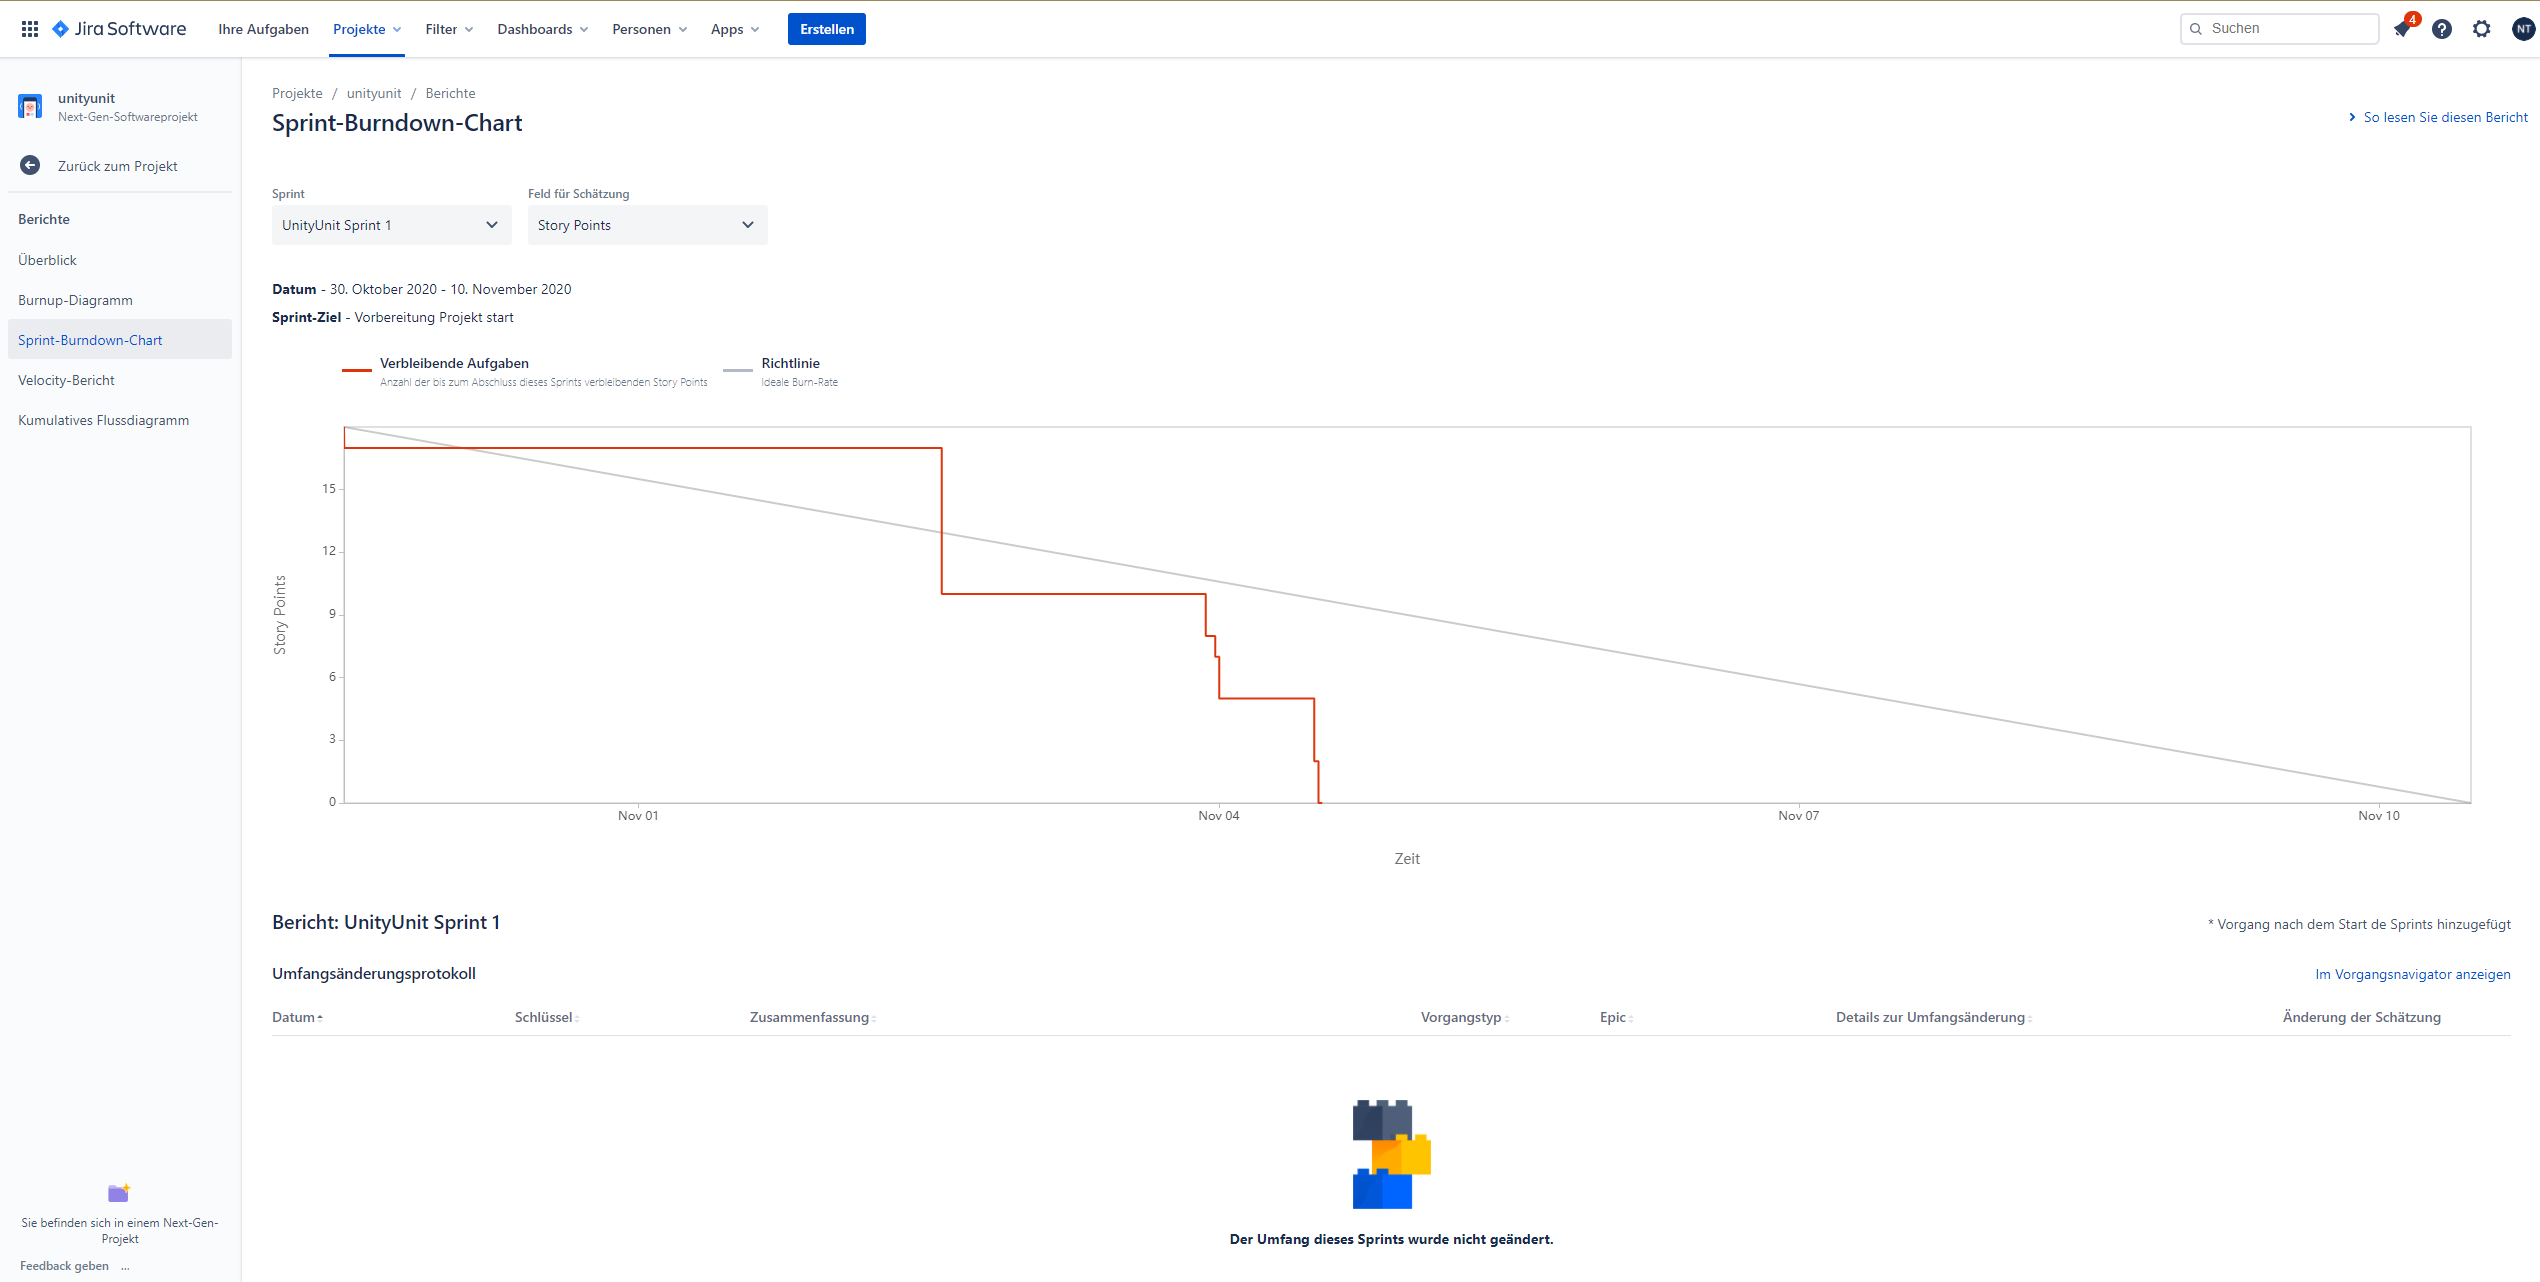 Jira Software Ihre Aufgaben Projekte Filter Dashboards Personen Apps Erstellen Suchen 4 NT
unityunit
Next-Gen-Softwareprojekt
Zurück zum Projekt
Berichte
Überblick
Burnup-Diagramm
Sprint-Burndown-Chart
Velocity-Bericht
Kumulatives Flussdiagramm
Sie befinden sich in einem Next-Gen-
Projekt
Feedback geben ...
Projekte / unityunit / Berichte
Sprint-Burndown-Chart
So lesen Sie diesen Bericht
Sprint Feld für Schätzung
UnityUnit Sprint 1 Story Points
Datum - 30. Oktober 2020 - 10. November 2020
Sprint-Ziel - Vorbereitung Projekt start
Verbleibende Aufgaben Richtlinie
Anzahl der bis zum Abschluss dieses Sprints verbleibenden Story Points Ideale Burn-Rate
15
12
9
6
3
0
Story Points
Nov 01 Nov 04 Nov 07 Nov 10
Zeit
Bericht: UnityUnit Sprint 1 * Vorgang nach dem Start de Sprints hinzugefügt
Umfangsänderungsprotokoll Im Vorgangsnavigator anzeigen
Datum Schlüssel Zusammenfassung Vorgangstyp Epic Details zur Umfangsänderung Änderung der Schätzung
Der Umfang dieses Sprints wurde nicht geändert.